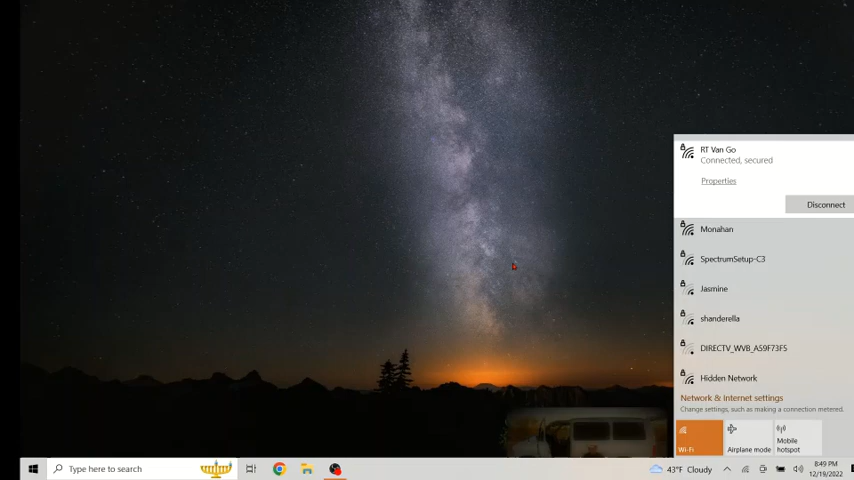 RT Van Go
Connected, secured
Properties
Disconnect
Monahan
SpectrumSetup-C3
Jasmine
shanderella
DIRECTV_WVB_A59F73F5
Hidden Network
Network & Internet settings
Change settings, such as making a connection metered.
Wi-Fi
Airplane mode
Mobile
hotspot
Type here to search
43°F Cloudy
8:49 PM
12/19/2022